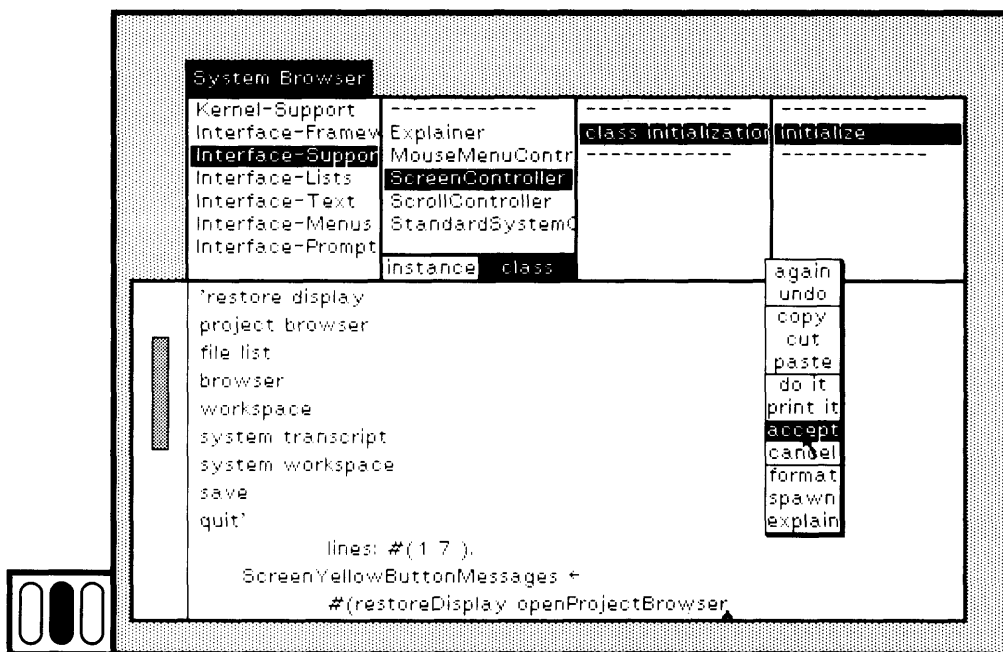 System Browser
Kernel-Support
Interface-Framew
Interface-Suppor
Interface-Lists
Interface-Text
Interface-Menus
Interface-Prompt
------------
Explainer
MouseMenuContr
ScreenController
ScrollController
StandardSystemC
instance class
------------
class initialization
------------
------------
initialize
------------
again
undo
copy
cut
paste
do it
print it
accept
cancel
format
spawn
explain
'restore display
project browser
file list
browser
workspace
system transcript
system workspace
save
quit'
lines: #( 1 7 ).
ScreenYellowButtonMessages ←
#(restoreDisplay openProjectBrowser